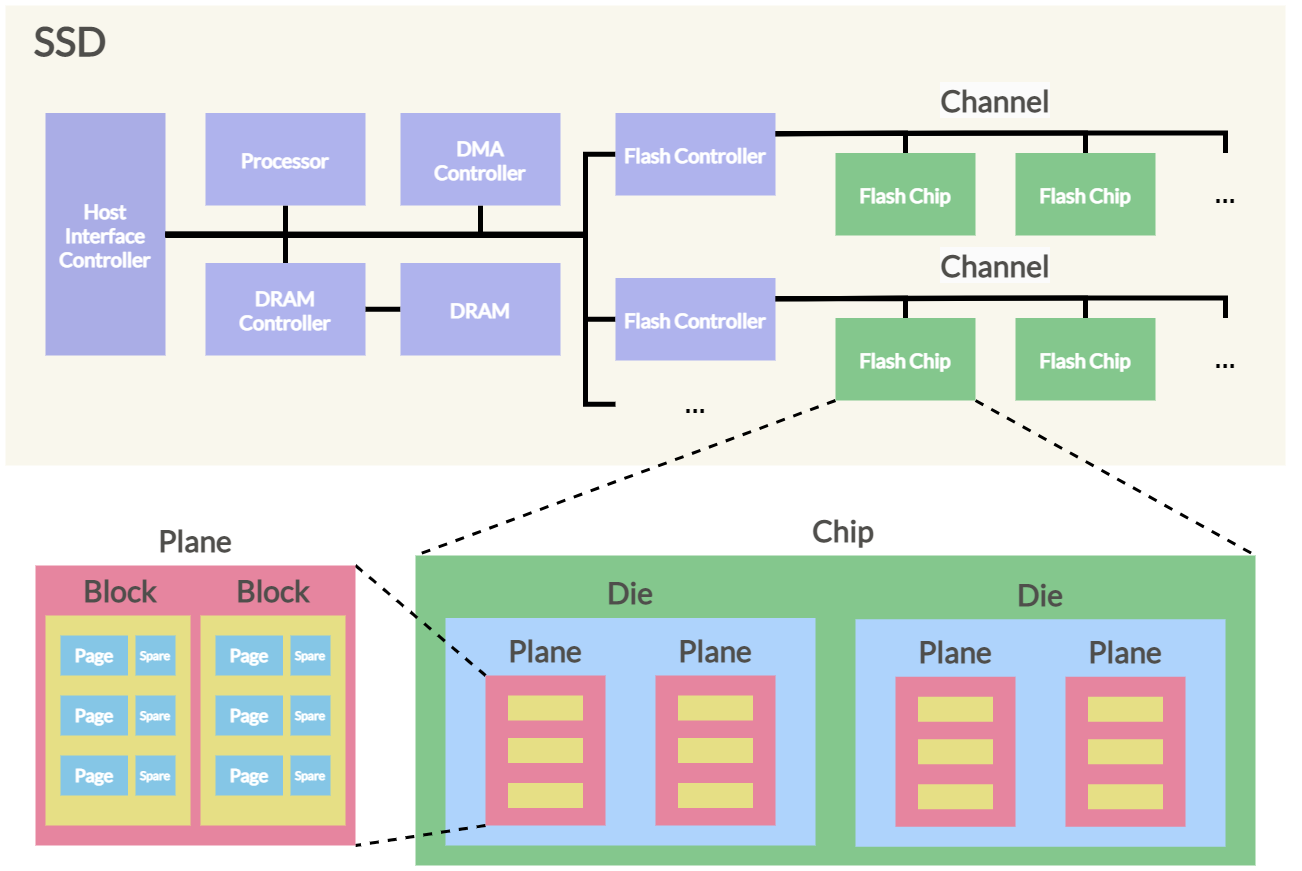 SSD
Host
Interface
Controller
Processor
DMA
Controller
DRAM
Controller
DRAM
Flash Controller
Channel
Flash Chip
Flash Chip
...
Flash Controller
Channel
Flash Chip
Flash Chip
...
...
Plane
Block
Block
Page
Spare
Page
Spare
Page
Spare
Page
Spare
Page
Spare
Page
Spare
Chip
Die
Plane
Plane
Die
Plane
Plane